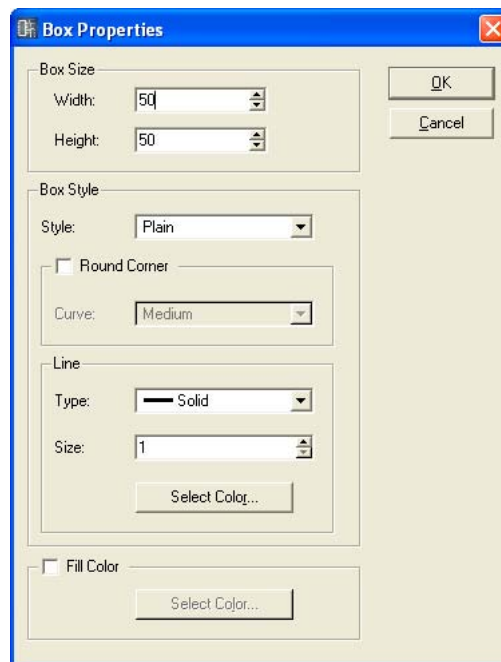 Box Properties
Box Size
Width: 50
Height: 50
OK
Cancel
Box Style
Style: Plain
Round Corner
Curve: Medium
Line
Type: Solid
Size: 1
Select Color...
Fill Color
Select Color...